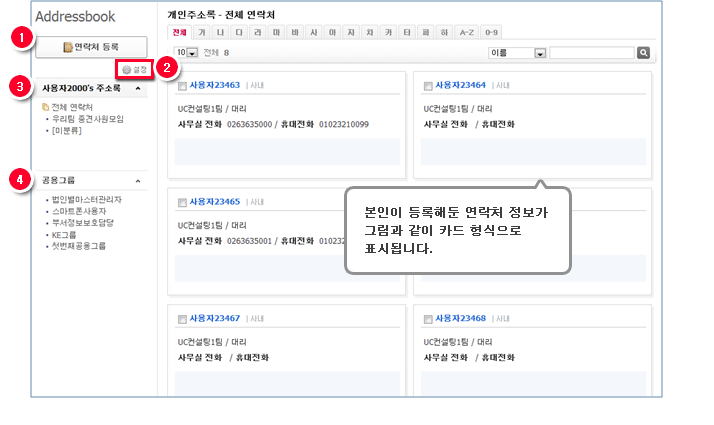 Addressbook
1
연락처 등록
설정
2
3
사용자2000's 주소록
전체 연락처
우리팀 중견사원모임
[미분류]
4
공용그룹
법인별마스터관리자
스마트폰사용자
부서정보보호담당
KE그룹
첫번째공용그룹
개인주소록 - 전체 연락처
전체 가 나 다 라 마 바 사 아 자 차 카 타 파 하 A-Z 0-9
10 전체 8 이름
사용자23463 | 사내
UC컨설팅1팀 / 대리
사무실 전화 0263635000 / 휴대전화 01023210099
사용자23464 | 사내
UC컨설팅1팀 / 대리
사무실 전화 / 휴대전화
사용자23465 | 사내
UC컨설팅1팀 / 대리
사무실 전화 0263635001 / 휴대전화
본인이 등록해둔 연락처 정보가
그림과 같이 카드 형식으로
표시됩니다.
사용자23467 | 사내
UC컨설팅1팀 / 대리
사무실 전화 / 휴대전화
사용자23468 | 사내
UC컨설팅1팀 / 대리
사무실 전화 / 휴대전화